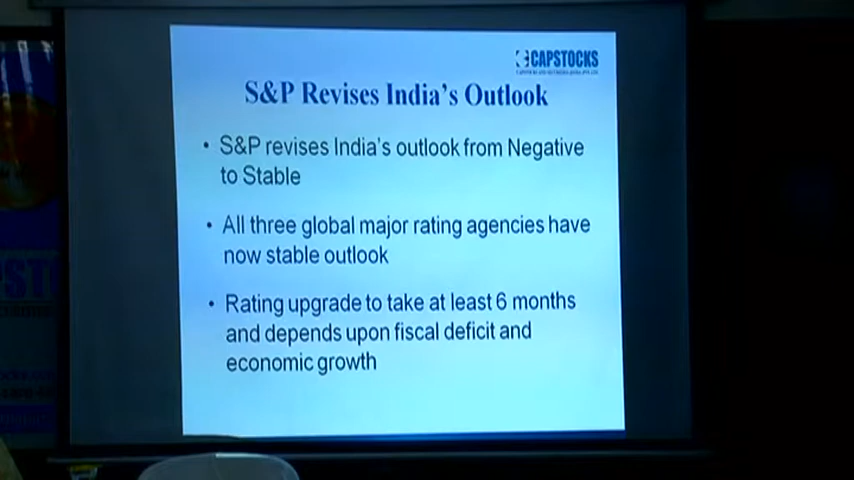 CAPSTOCKS
S&P Revises India's Outlook
• S&P revises India's outlook from Negative
to Stable
• All three global major rating agencies have
now stable outlook
• Rating upgrade to take at least 6 months
and depends upon fiscal deficit and
economic growth